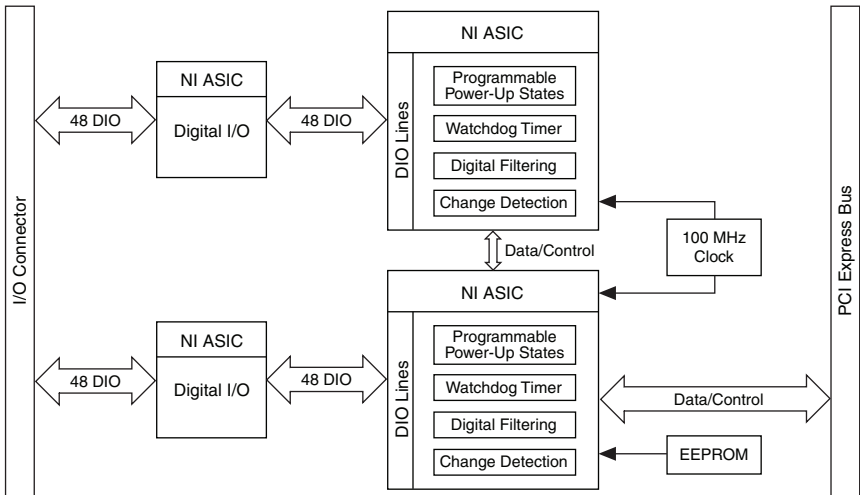 I/O Connector
48 DIO
NI ASIC
Digital I/O
48 DIO
NI ASIC
DIO Lines
Programmable
Power-Up States
Watchdog Timer
Digital Filtering
Change Detection
Data/Control
100 MHz
Clock
PCI Express Bus
48 DIO
NI ASIC
Digital I/O
48 DIO
NI ASIC
DIO Lines
Programmable
Power-Up States
Watchdog Timer
Digital Filtering
Change Detection
Data/Control
EEPROM